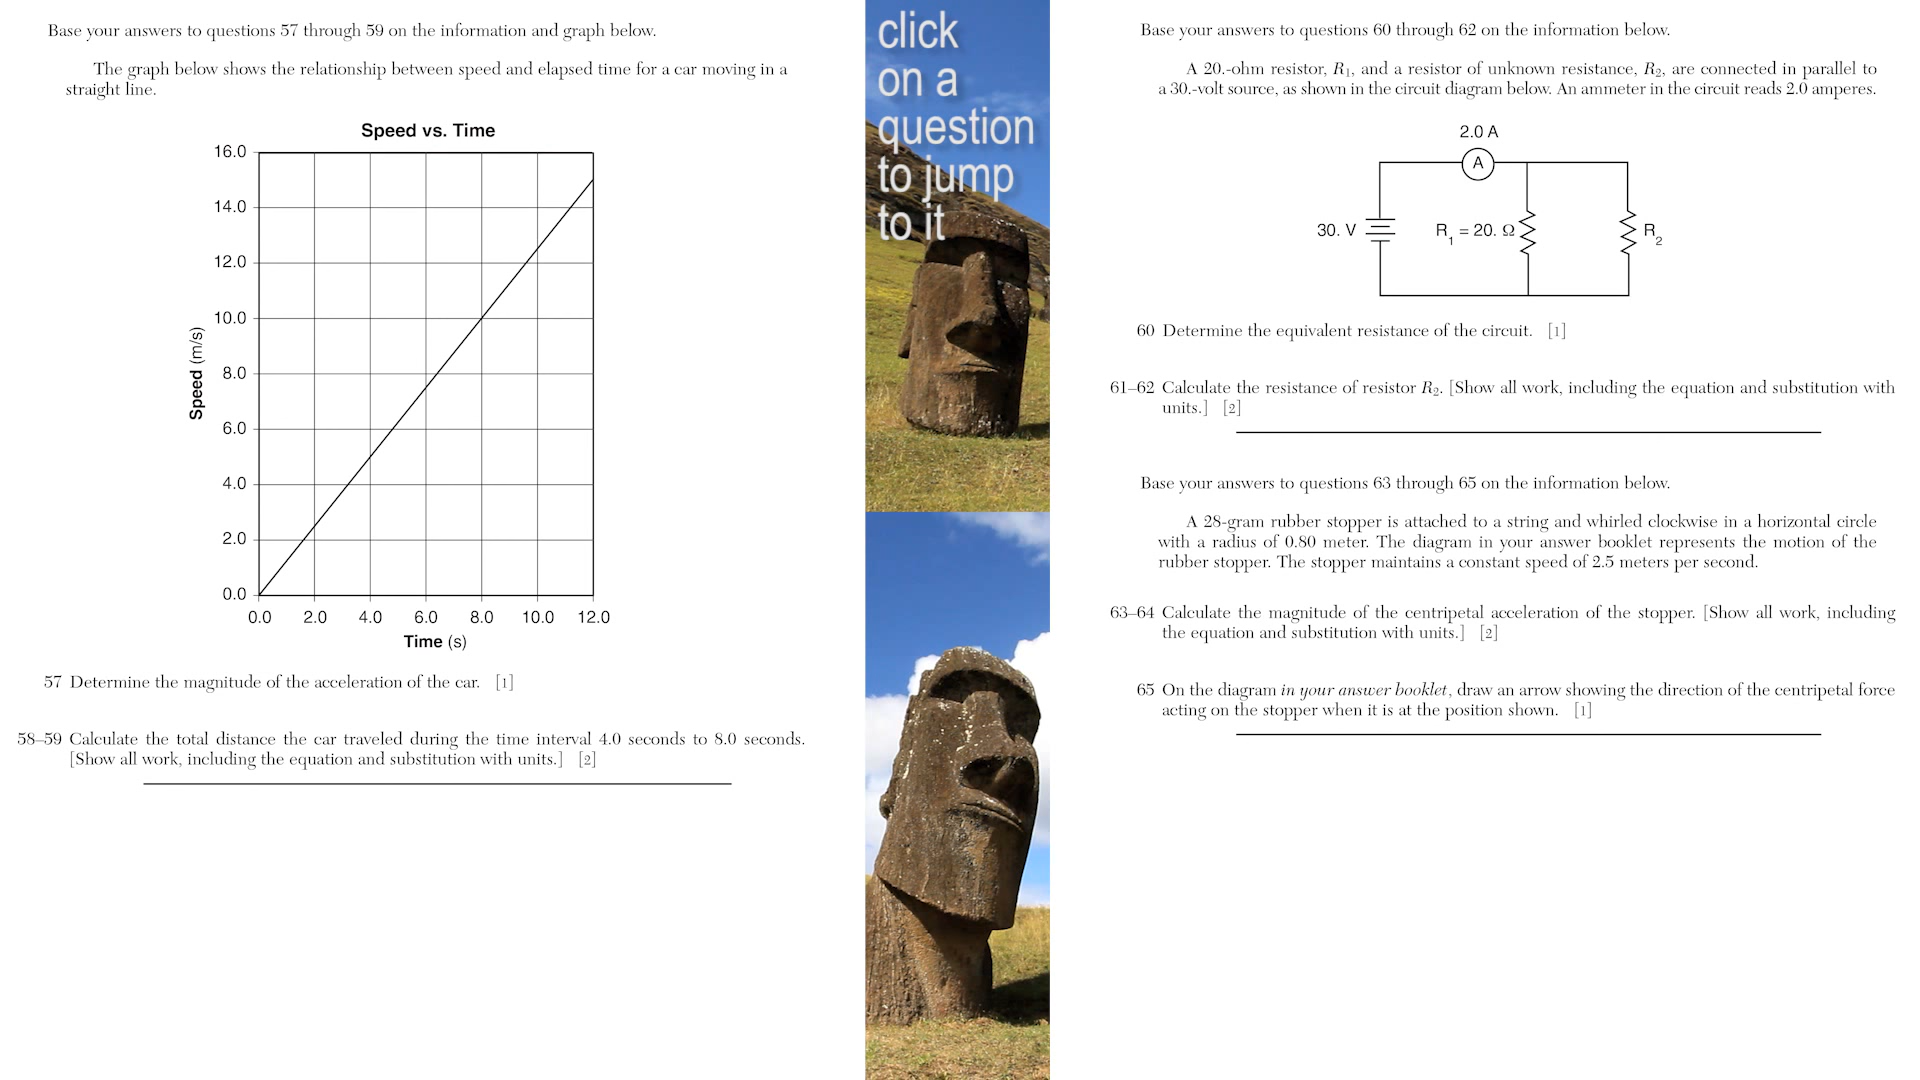 Base your answers to questions 57 through 59 on the information and graph below.
The graph below shows the relationship between speed and elapsed time for a car moving in a
straight line.
Speed vs. Time
16.0
14.0
12.0
10.0
8.0
6.0
4.0
2.0
0.0
Speed (m/s)
0.0 2.0 4.0 6.0 8.0 10.0 12.0
Time (s)
57 Determine the magnitude of the acceleration of the car. [1]
58–59 Calculate the total distance the car traveled during the time interval 4.0 seconds to 8.0 seconds.
[Show all work, including the equation and substitution with units.] [2]
click
on a
question
to jump
to it
Base your answers to questions 60 through 62 on the information below.
A 20.-ohm resistor, R1, and a resistor of unknown resistance, R2, are connected in parallel to
a 30.-volt source, as shown in the circuit diagram below. An ammeter in the circuit reads 2.0 amperes.
2.0 A
A
30. V
R1 = 20. Ω
R2
60 Determine the equivalent resistance of the circuit. [1]
61–62 Calculate the resistance of resistor R2. [Show all work, including the equation and substitution with
units.] [2]
Base your answers to questions 63 through 65 on the information below.
A 28-gram rubber stopper is attached to a string and whirled clockwise in a horizontal circle
with a radius of 0.80 meter. The diagram in your answer booklet represents the motion of the
rubber stopper. The stopper maintains a constant speed of 2.5 meters per second.
63–64 Calculate the magnitude of the centripetal acceleration of the stopper. [Show all work, including
the equation and substitution with units.] [2]
65 On the diagram in your answer booklet, draw an arrow showing the direction of the centripetal force
acting on the stopper when it is at the position shown. [1]